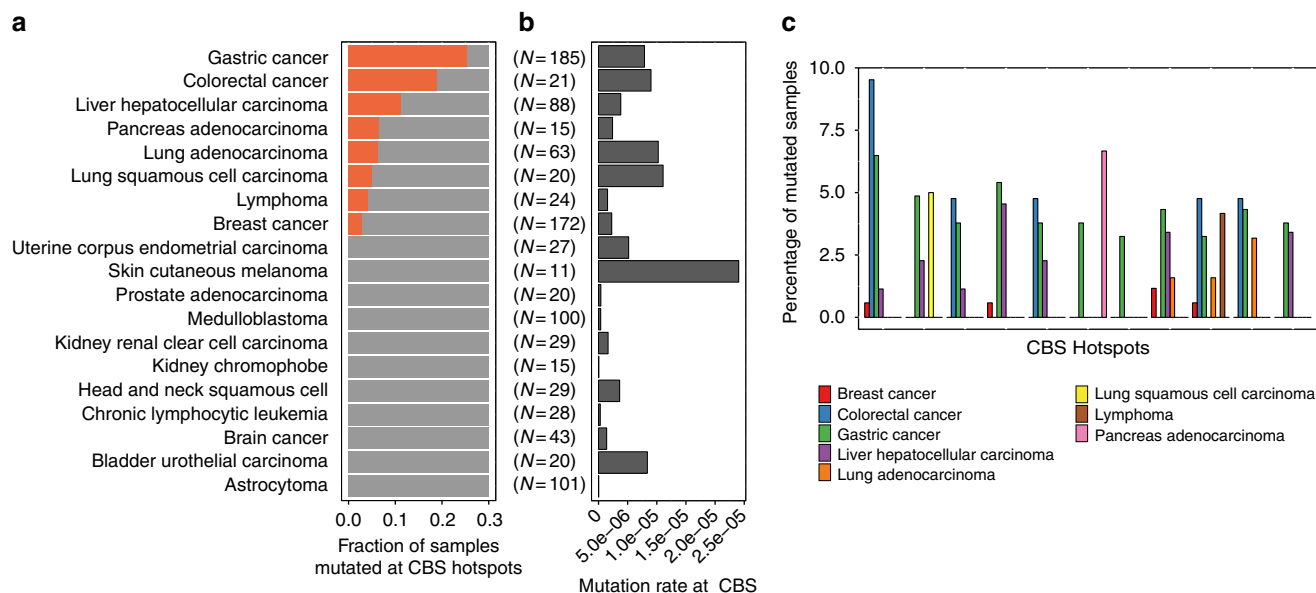 a
Gastric cancer
Colorectal cancer
Liver hepatocellular carcinoma
Pancreas adenocarcinoma
Lung adenocarcinoma
Lung squamous cell carcinoma
Lymphoma
Breast cancer
Uterine corpus endometrial carcinoma
Skin cutaneous melanoma
Prostate adenocarcinoma
Medulloblastoma
Kidney renal clear cell carcinoma
Kidney chromophobe
Head and neck squamous cell
Chronic lymphocytic leukemia
Brain cancer
Bladder urothelial carcinoma
Astrocytoma
0.0 0.1 0.2 0.3
Fraction of samples
mutated at CBS hotspots
b
(N=185)
(N=21)
(N=88)
(N=15)
(N=63)
(N=20)
(N=24)
(N=172)
(N=27)
(N=11)
(N=20)
(N=100)
(N=29)
(N=15)
(N=29)
(N=28)
(N=43)
(N=20)
(N=101)
0
5.0e−06
1.0e−05
1.5e−05
2.0e−05
2.5e−05
Mutation rate at CBS
c
Percentage of mutated samples
10.0
7.5
5.0
2.5
0.0
CBS Hotspots
Breast cancer
Colorectal cancer
Gastric cancer
Liver hepatocellular carcinoma
Lung adenocarcinoma
Lung squamous cell carcinoma
Lymphoma
Pancreas adenocarcinoma